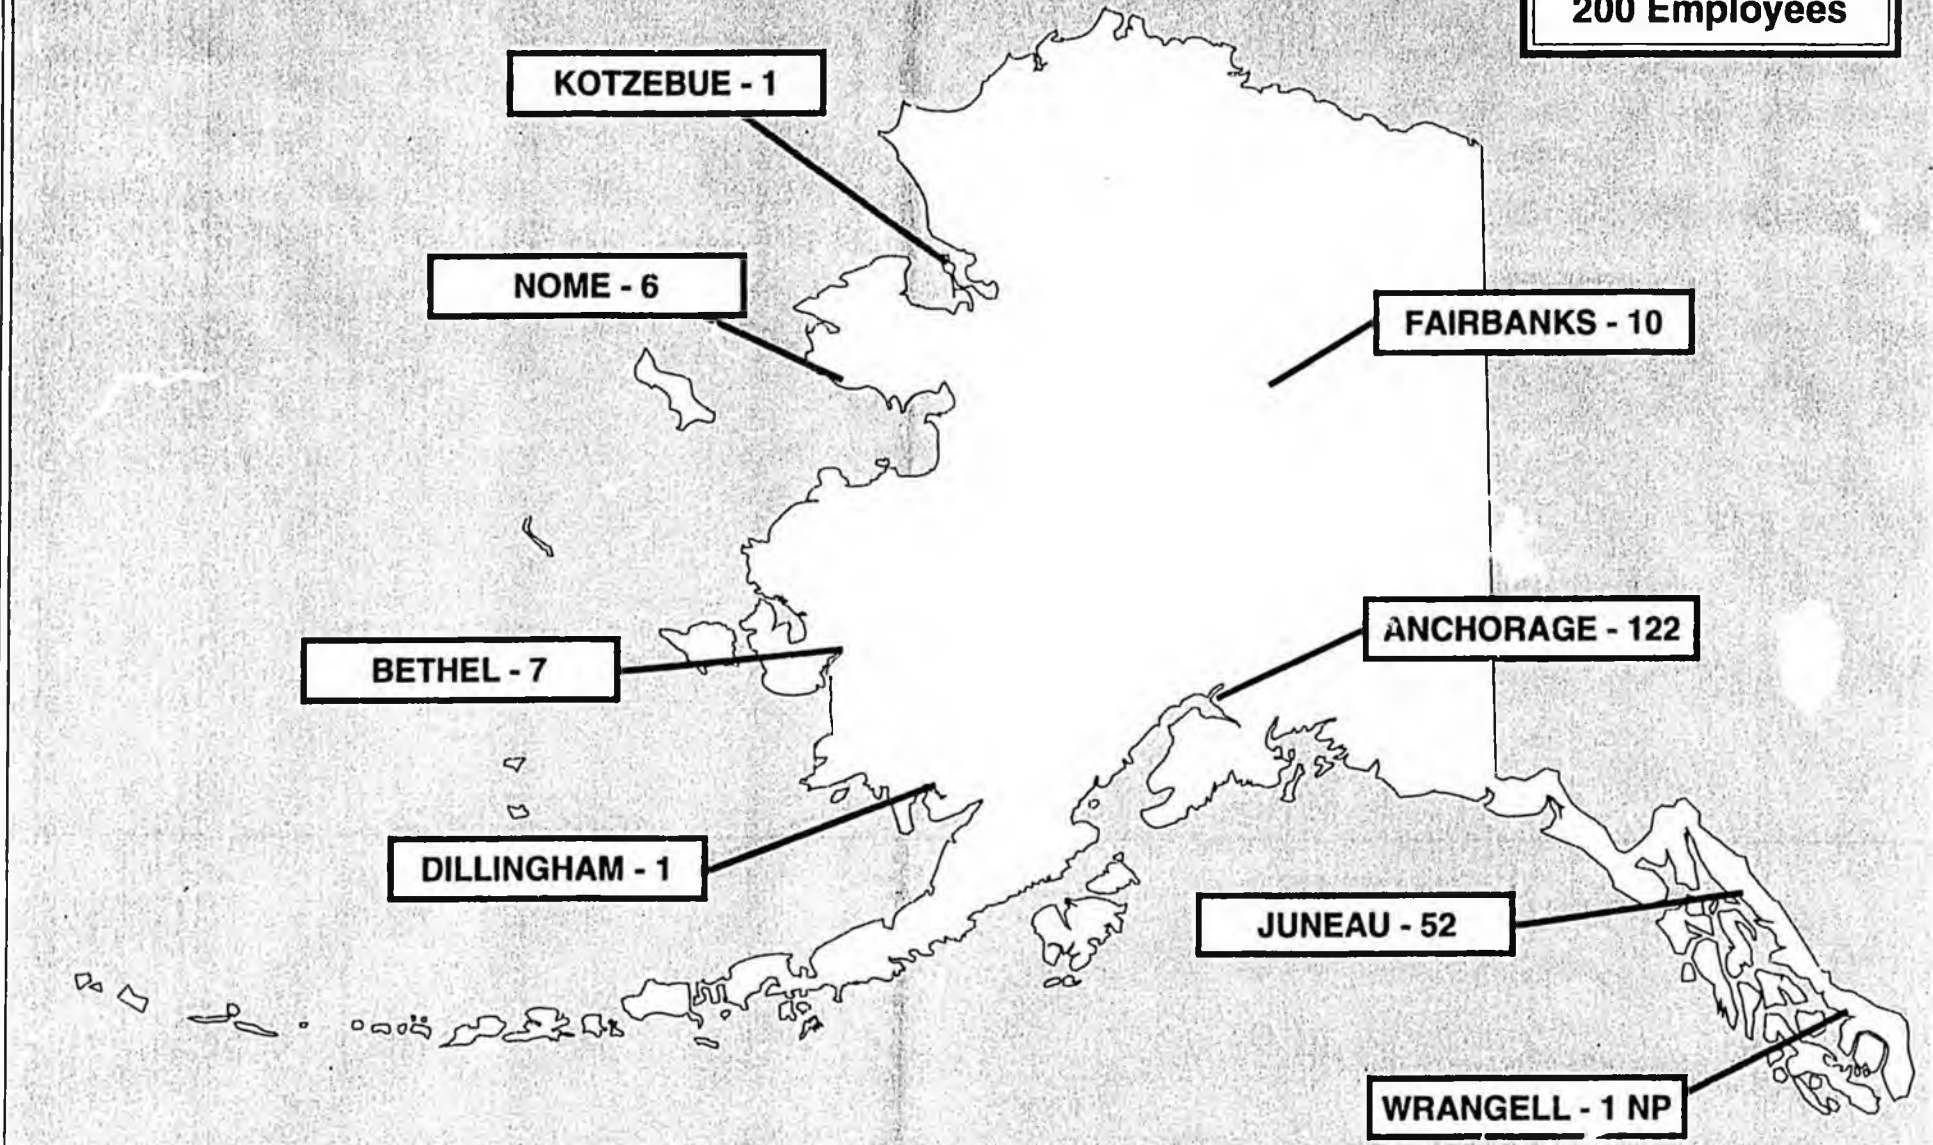 200 Employees
KOTZEBUE - 1
NOME - 6
FAIRBANKS - 10
ANCHORAGE - 122
BETHEL - 7
DILLINGHAM - 1
JUNEAU - 52
WRANGELL - 1 NP